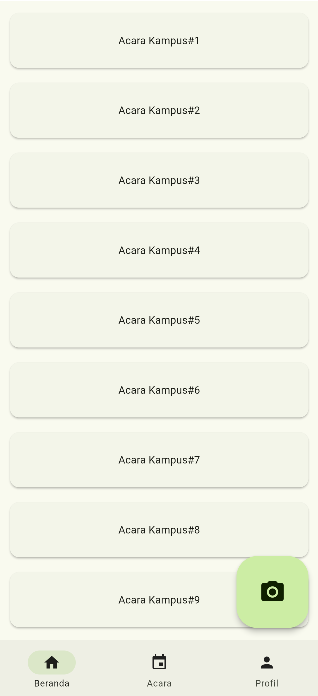 Acara Kampus#1
Acara Kampus#2
Acara Kampus#3
Acara Kampus#4
Acara Kampus#5
Acara Kampus#6
Acara Kampus#7
Acara Kampus#8
Acara Kampus#9
Beranda
Acara
Profil